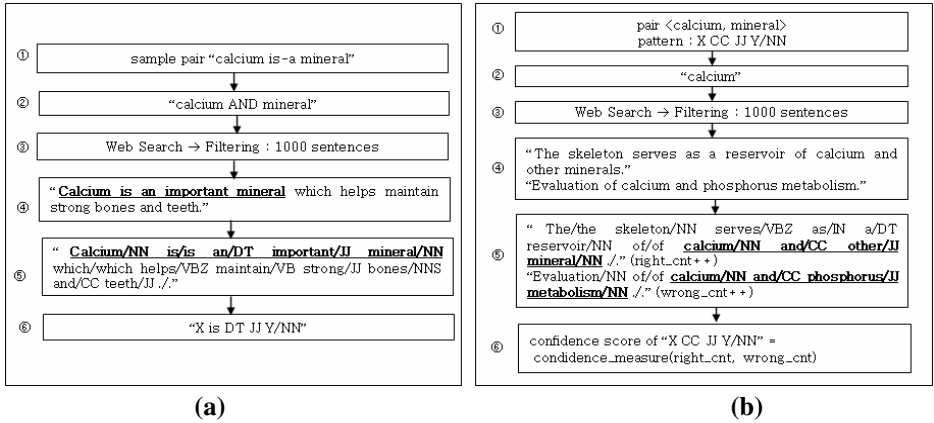 ①
sample pair “calcium is-a mineral”
②
“calcium AND mineral”
③
Web Search → Filtering : 1000 sentences
④
“Calcium is an important mineral which helps maintain
strong bones and teeth.”
⑤
“ Calcium/NN is/is an/DT important/JJ mineral/NN
which/which helps/VBZ maintain/VB strong/JJ bones/NNS
and/CC teeth/JJ ./.”
⑥
“X is DT JJ Y/NN”
(a)
①
pair <calcium, mineral>
pattern : X CC JJ Y/NN
②
“calcium”
③
Web Search → Filtering : 1000 sentences
④
“The skeleton serves as a reservoir of calcium and
other minerals.”
“Evaluation of calcium and phosphorus metabolism.”
⑤
“ The/the skeleton/NN serves/VBZ as/IN a/DT
reservoir/NN of/of calcium/NN and/CC other/JJ
mineral/NN ./.” (right_cnt++)
“Evaluation/NN of/of calcium/NN and/CC phosphorus/JJ
metabolism/NN ./.” (wrong_cnt++)
⑥
confidence score of “X CC JJ Y/NN” =
condidence_measure(right_cnt, wrong_cnt)
(b)